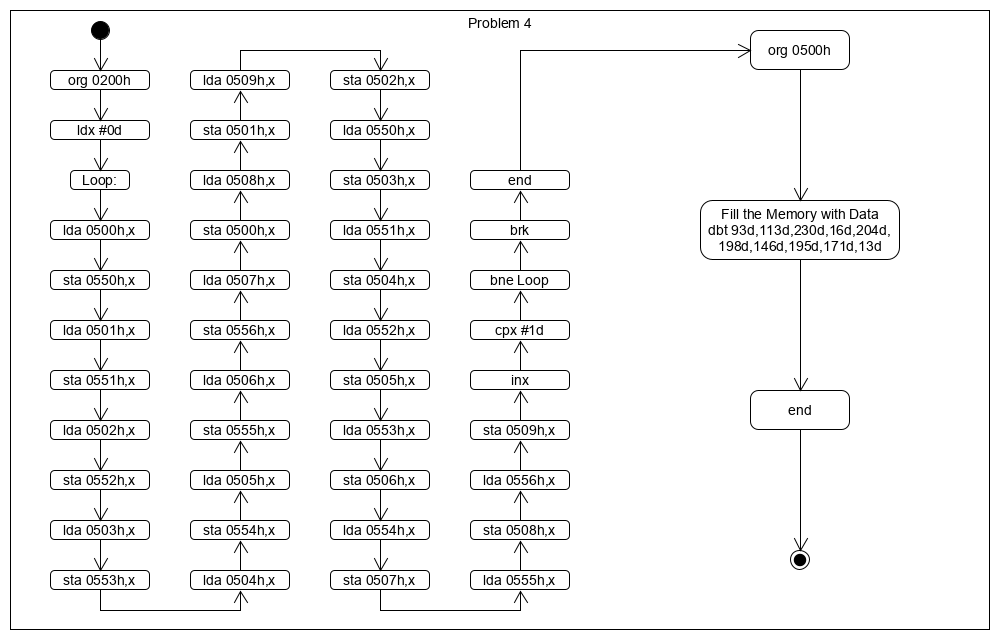 Problem 4
org 0200h
ldx #0d
Loop:
lda 0500h,x
sta 0550h,x
lda 0501h,x
sta 0551h,x
lda 0502h,x
sta 0552h,x
lda 0503h,x
sta 0553h,x
lda 0504h,x
sta 0554h,x
lda 0505h,x
sta 0555h,x
lda 0506h,x
sta 0556h,x
lda 0507h,x
sta 0500h,x
lda 0508h,x
sta 0501h,x
lda 0509h,x
sta 0502h,x
lda 0550h,x
sta 0503h,x
lda 0551h,x
sta 0504h,x
lda 0552h,x
sta 0505h,x
lda 0553h,x
sta 0506h,x
lda 0554h,x
sta 0507h,x
lda 0555h,x
sta 0508h,x
lda 0556h,x
sta 0509h,x
inx
cpx #1d
bne Loop
brk
end
org 0500h
Fill the Memory with Data
dbt 93d,113d,230d,16d,204d,
198d,146d,195d,171d,13d
end